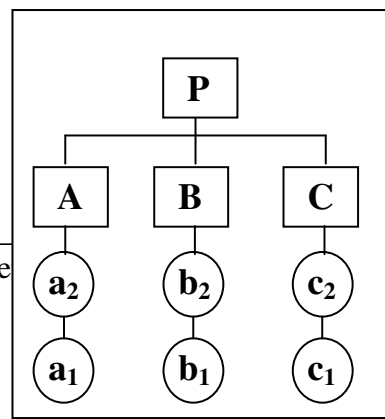 P
A B C
e
a₂ b₂ c₂
a₁ b₁ c₁